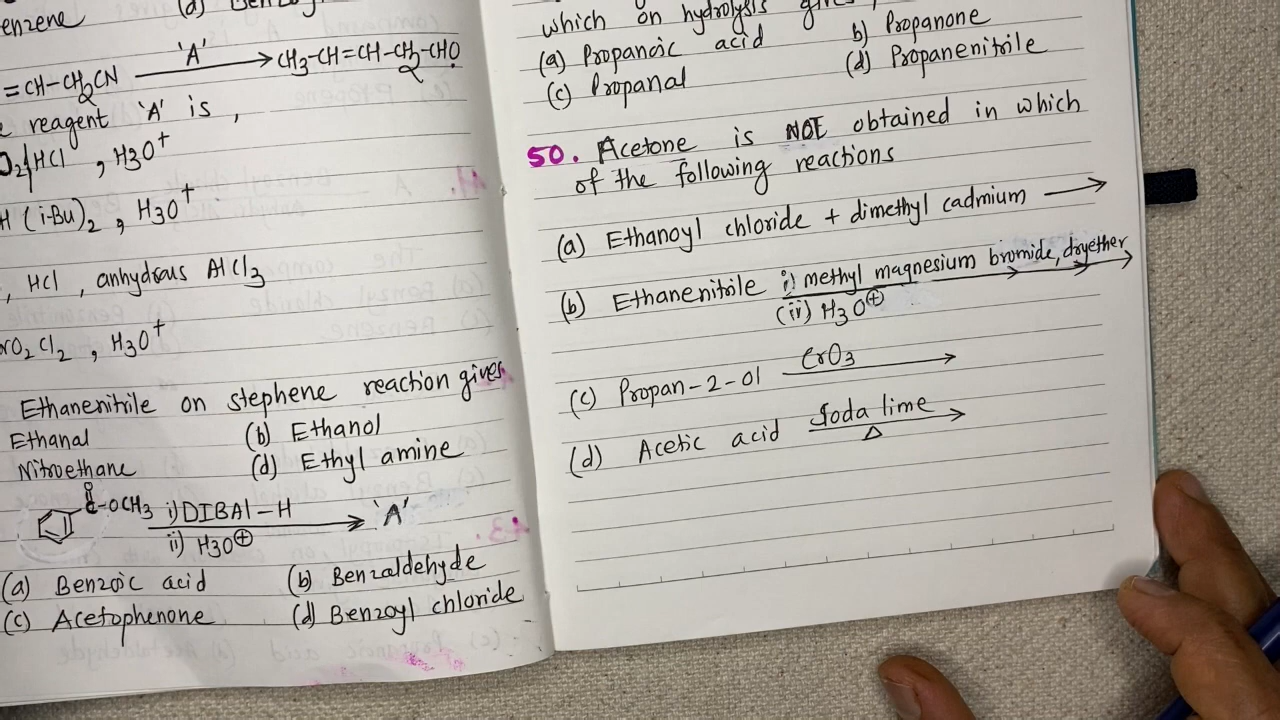 enzene
'A'
=CH-CH2CN ⟶ CH3-CH=CH-CH2-CHO
reagent 'A' is,
HCl , H3O+
H (i-Bu)2 , H3O+
, HCl , anhydrous AlCl3
rO2Cl2 , H3O+
Ethanenitrile on stephene reaction gives
Ethanal (b) Ethanol
Nitroethane (d) Ethyl amine
O
C-OCH3 i) DIBAl-H ⟶ 'A'
ii) H3O⊕
(a) Benzoic acid (b) Benzaldehyde
(c) Acetophenone (d) Benzoyl chloride
which on hydrolysis
(a) Propanoic acid b) Propanone
(c) Propanal (d) Propanenitrile
50. Acetone is NOT obtained in which
of the following reactions
(a) Ethanoyl chloride + dimethyl cadmium ⟶
(b) Ethanenitrile i) methyl magnesium bromide, dryether
(ii) H3O⊕
(c) Propan-2-ol CrO3 ⟶
(d) Acetic acid Soda lime ⟶
Δ